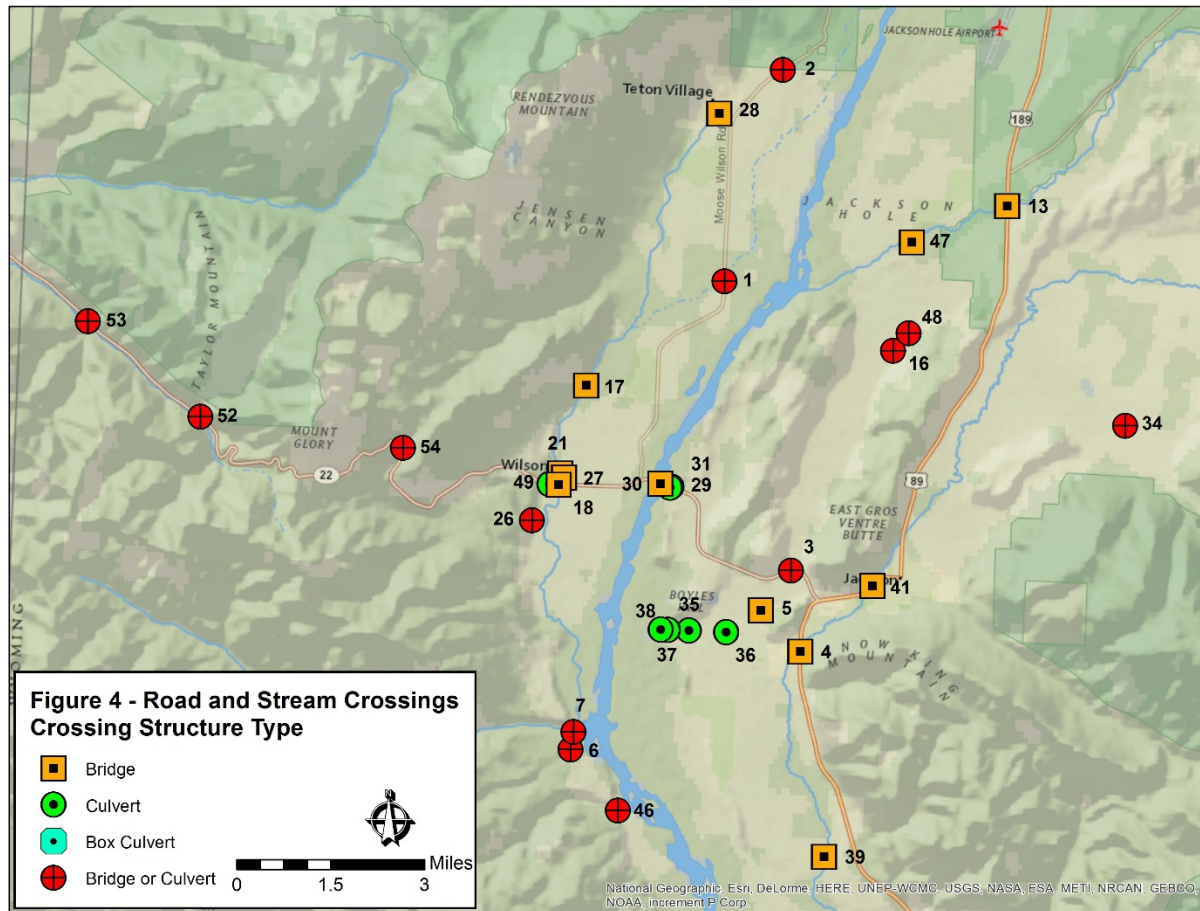 JACKSON HOLE AIRPORT
2
Teton Village
28
RENDEZVOUS
MOUNTAIN
189
Moose Wilson Rd
JENSEN
CANYON
JACKSON
HOLE
13
47
TAYLOR MOUNTAIN
1
53
48
16
17
52
MOUNT
GLORY
54
34
22
21
Wilson
49
27
18
30
31
29
89
26
EAST GROS
VENTRE
BUTTE
3
41
BOYLES
5
38
35
37
36
4
NOW KING
MOUNTAIN
OMING
7
6
46
39
Figure 4 - Road and Stream Crossings
Crossing Structure Type
Bridge
Culvert
Box Culvert
Bridge or Culvert
Miles
0 1.5 3
National Geographic, Esri, DeLorme, HERE, UNEP-WCMC, USGS, NASA, ESA, METI, NRCAN, GEBCO,
NOAA, increment P Corp.